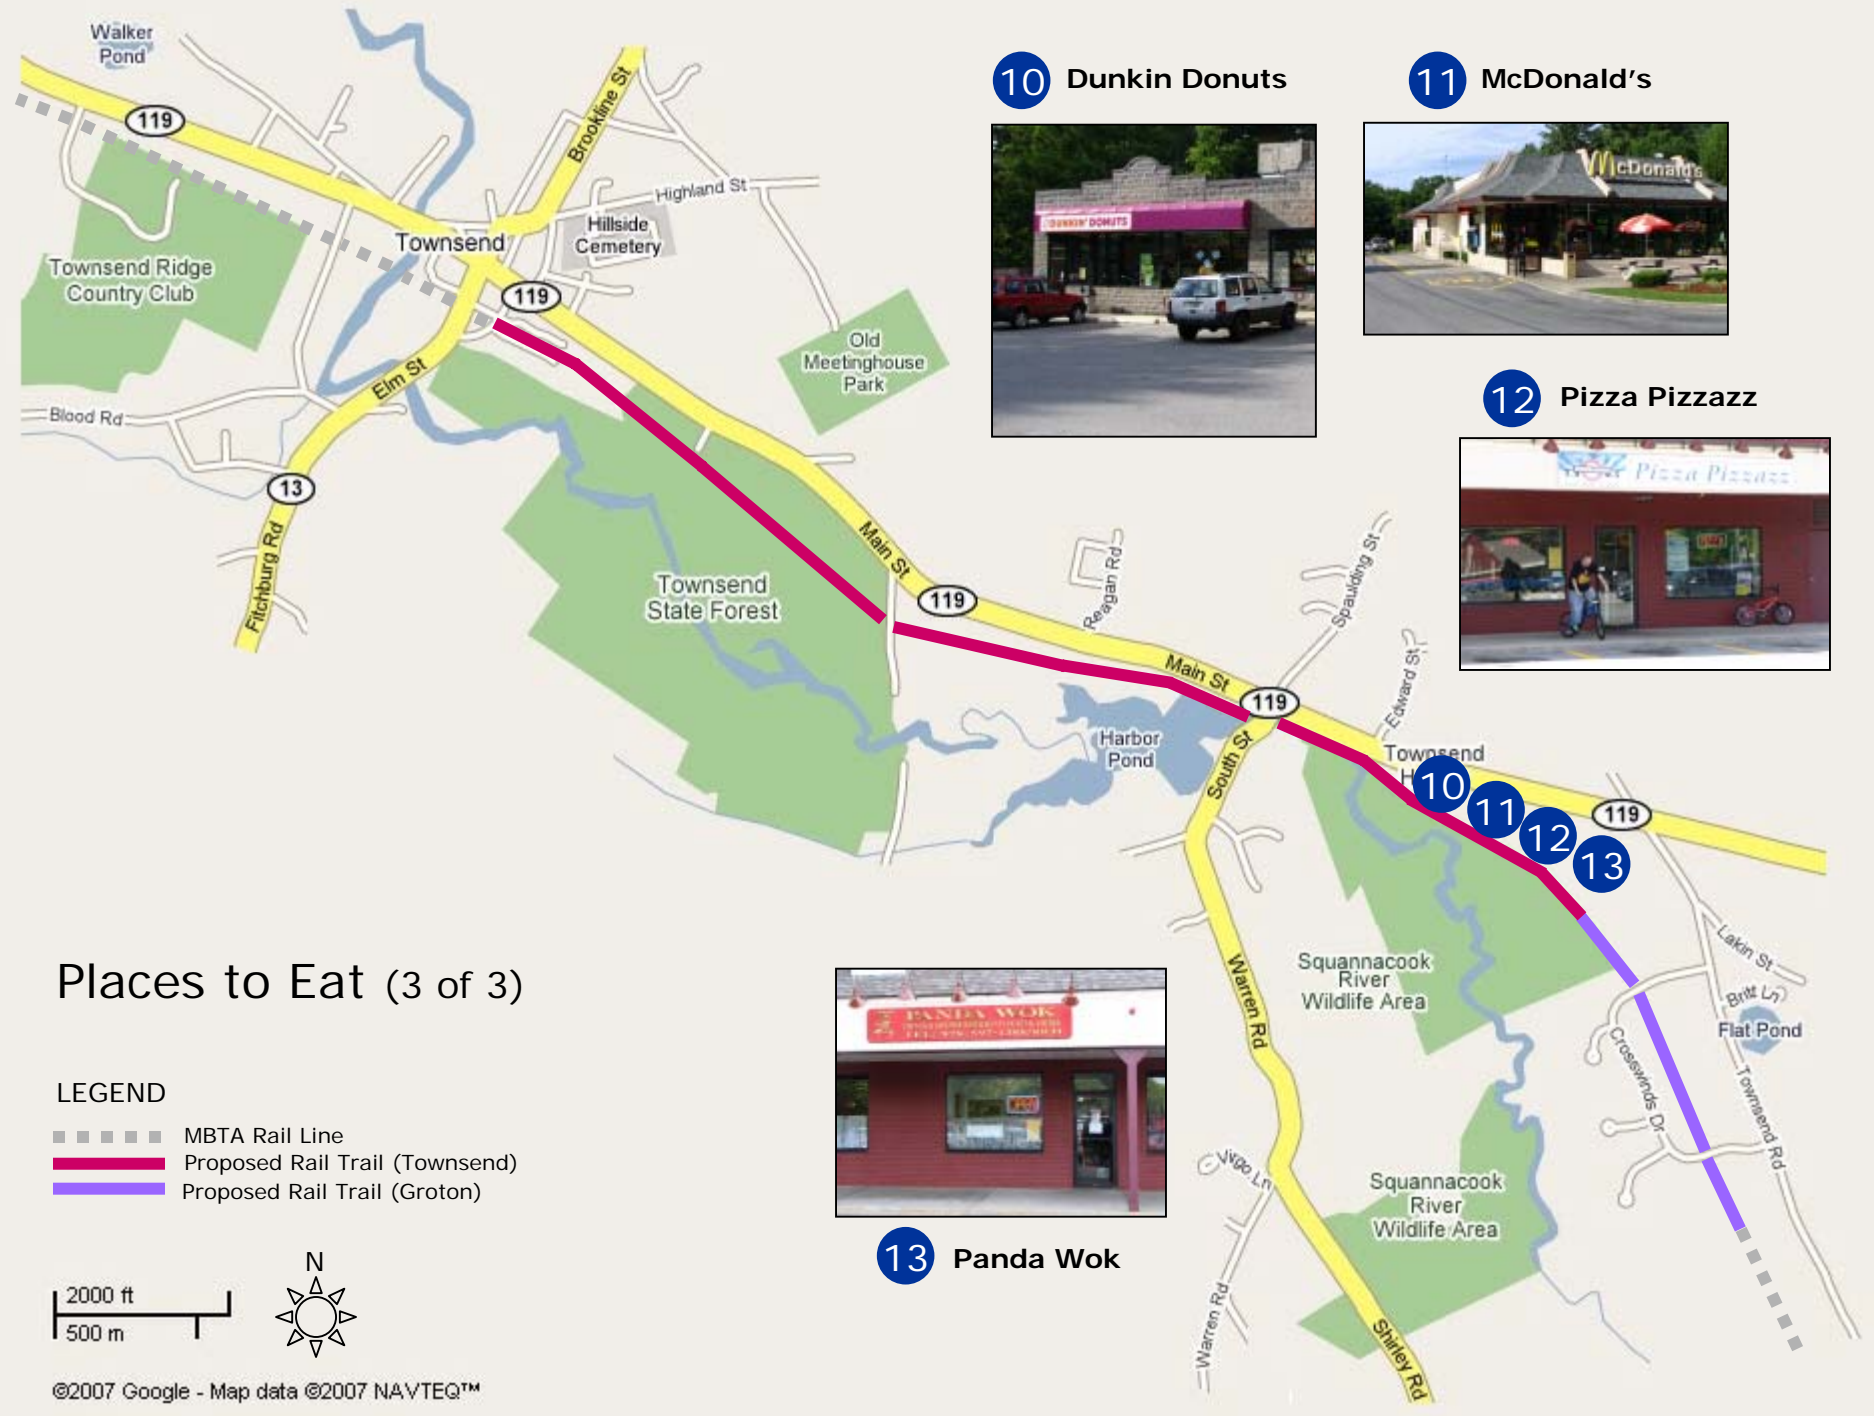 Walker
Pond
119
Brookline St
Highland St
Hillside
Cemetery
Townsend
119
Townsend Ridge
Country Club
Old
Meetinghouse
Park
Elm St
Blood Rd
13
Fitchburg Rd
Main St
Townsend
State Forest
119
Reagan Rd
Spaulding St
Main St
119
Edward St
Harbor
Pond
South St
Townsend
H
10
11
12
13
119
Squannacook
River
Wildlife Area
Warren Rd
Lakin St
Britt Ln
Flat Pond
Crosswinds Dr
Townsend Rd
Virgo Ln
Squannacook
River
Wildlife Area
Warren Rd
Shirley Rd
10 Dunkin Donuts
DUNKIN' DONUTS
11 McDonald's
McDonald's
12 Pizza Pizzazz
Pizza Pizzazz
PANDA WOK
13 Panda Wok
Places to Eat (3 of 3)
LEGEND
MBTA Rail Line
Proposed Rail Trail (Townsend)
Proposed Rail Trail (Groton)
2000 ft
500 m
N
©2007 Google - Map data ©2007 NAVTEQ™